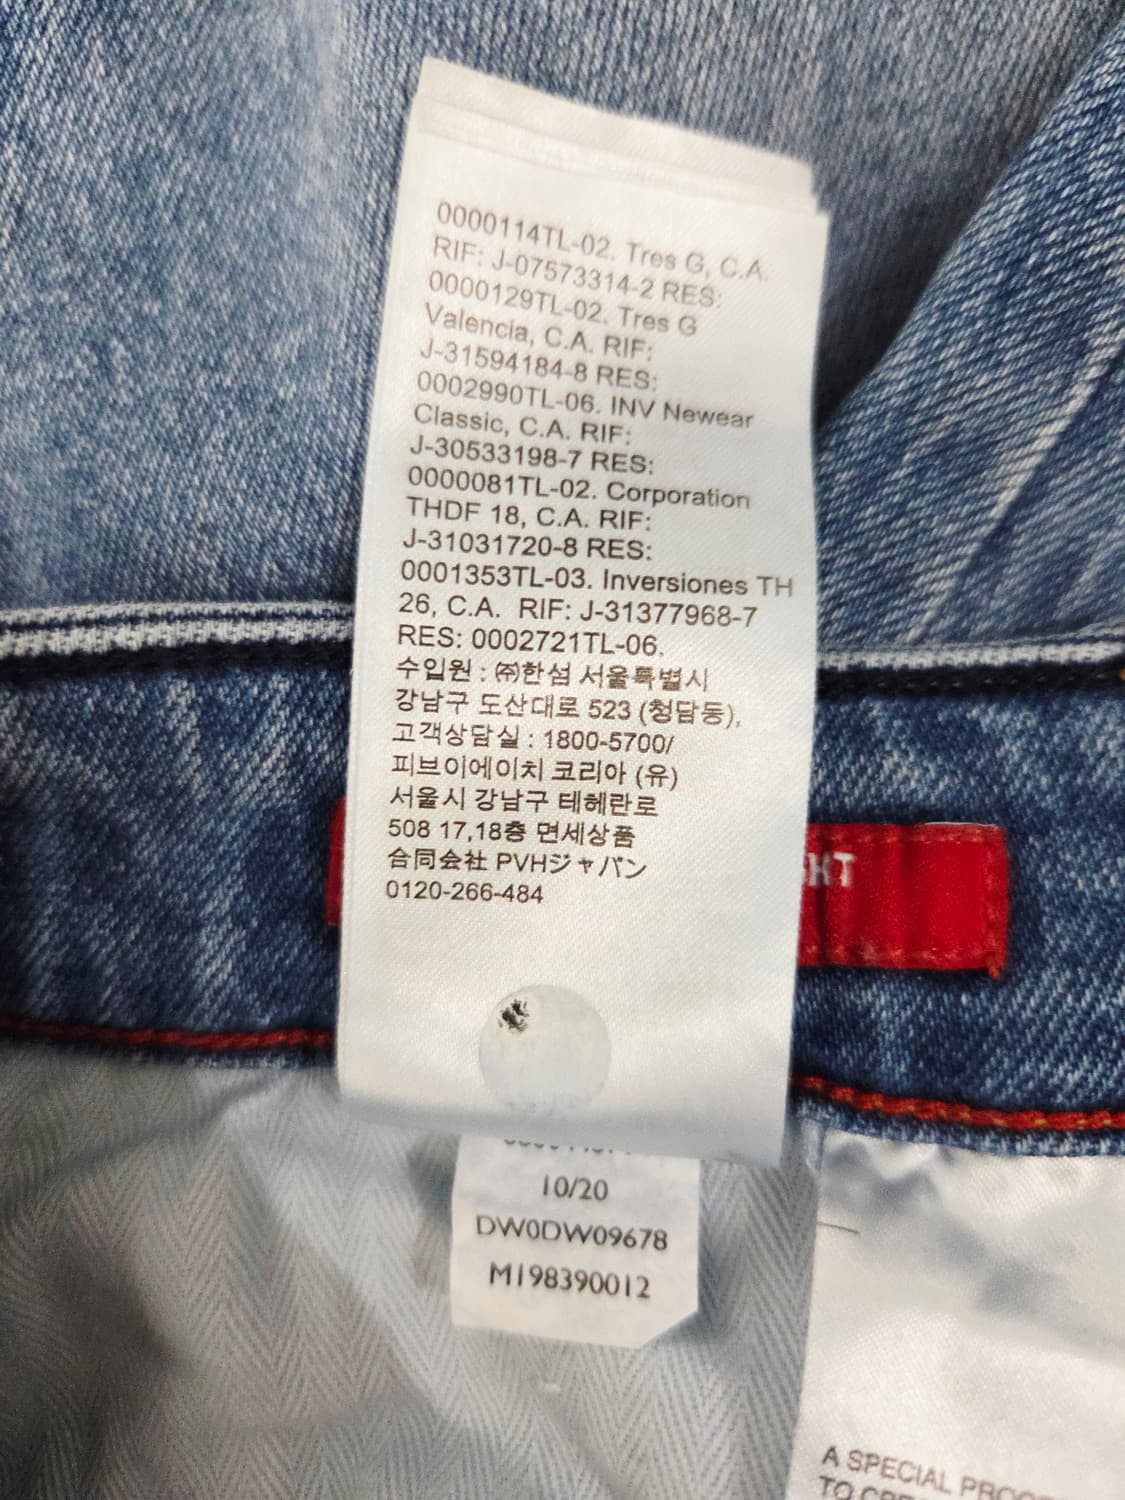 0000114TL-02. Tres G, C.A.
RIF: J-07573314-2 RES:
0000129TL-02. Tres G
Valencia, C.A. RIF:
J-31594184-8 RES:
0002990TL-06. INV Newear
Classic, C.A. RIF:
J-30533198-7 RES:
0000081TL-02. Corporation
THDF 18, C.A. RIF:
J-31031720-8 RES:
0001353TL-03. Inversiones TH
26, C.A. RIF: J-31377968-7
RES: 0002721TL-06.
수입원 : ㈜한섬 서울특별시
강남구 도산대로 523 (청담동),
고객상담실 : 1800-5700/
피브이에이치 코리아 (유)
서울시 강남구 테헤란로
508 17,18층 면세상품
合同会社 PVHジャパン
0120-266-484
10/20
DW0DW09678
M198390012
A SPECIAL
TO